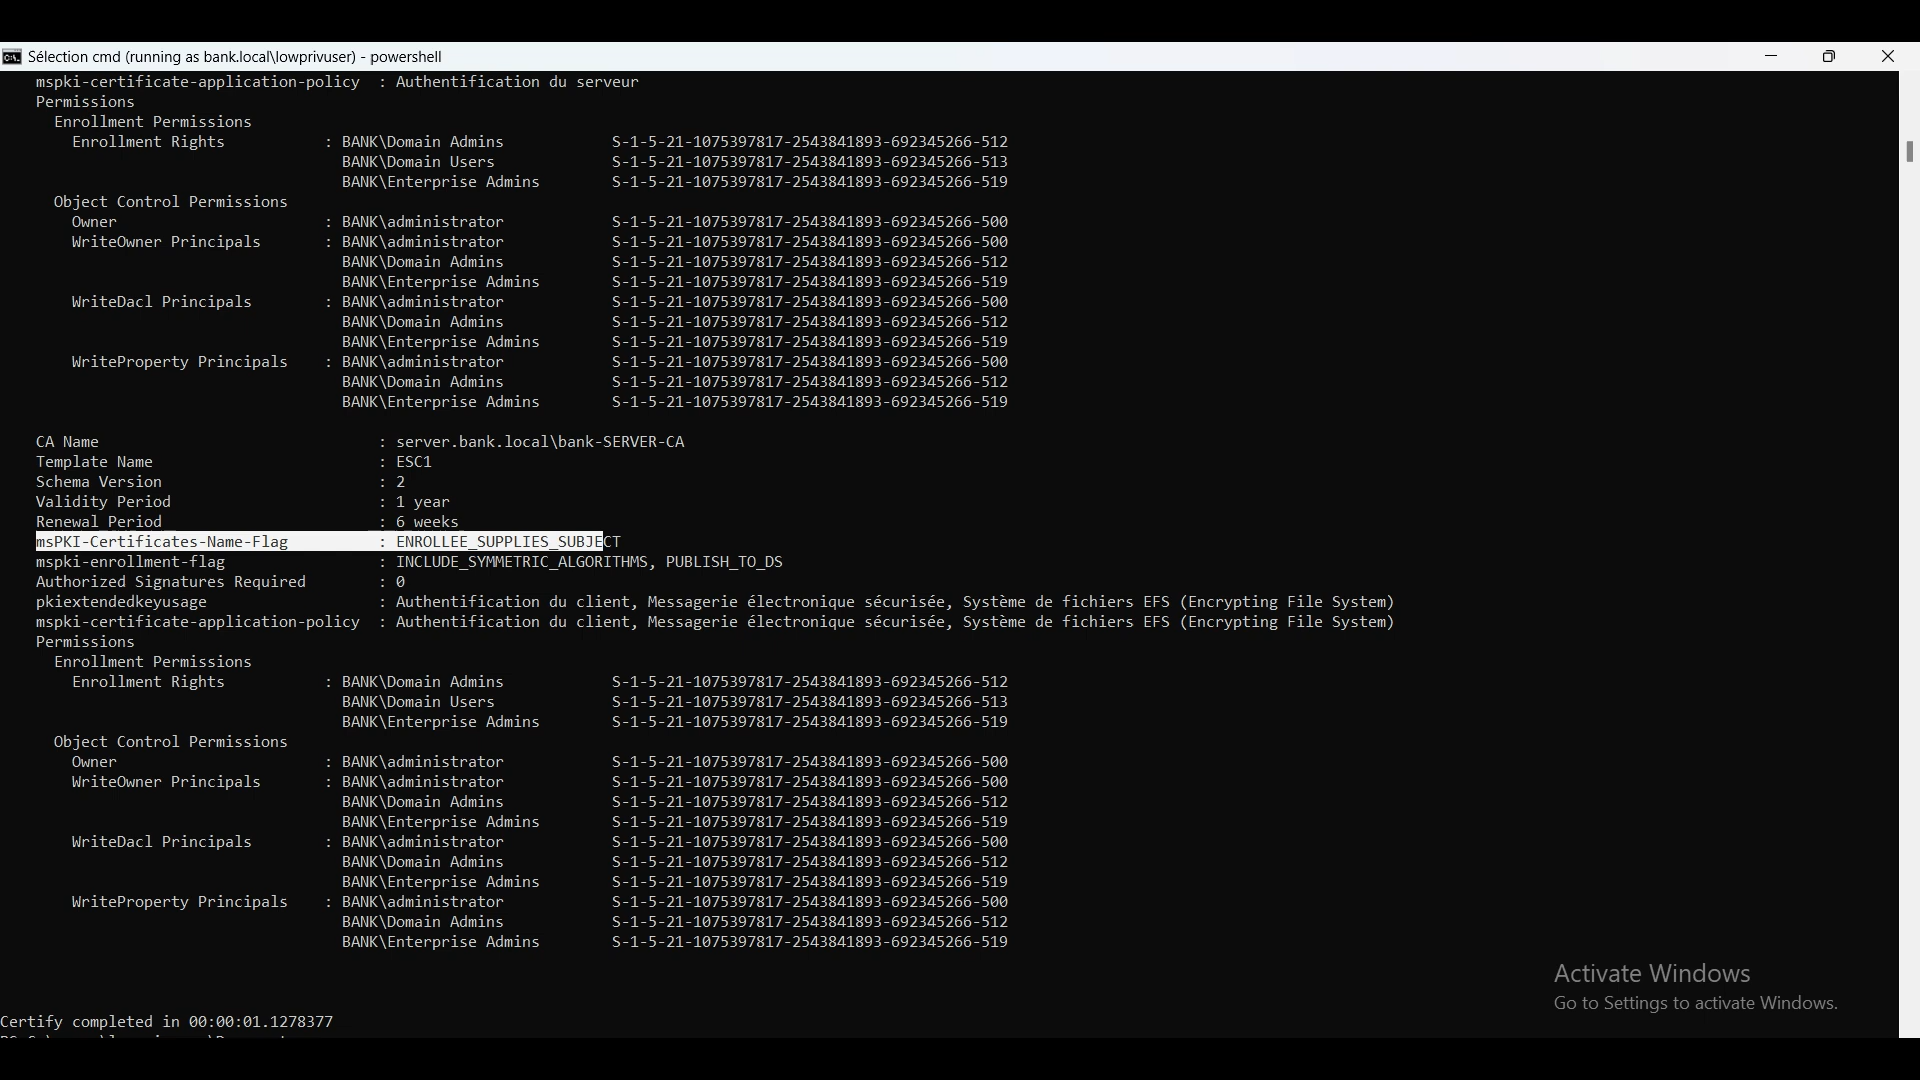 Sélection cmd (running as bank.local\lowprivuser) - powershell
mspki-certificate-application-policy : Authentification du serveur
Permissions
Enrollment Permissions
Enrollment Rights : BANK\Domain Admins S-1-5-21-1075397817-2543841893-692345266-512
BANK\Domain Users S-1-5-21-1075397817-2543841893-692345266-513
BANK\Enterprise Admins S-1-5-21-1075397817-2543841893-692345266-519
Object Control Permissions
Owner : BANK\administrator S-1-5-21-1075397817-2543841893-692345266-500
WriteOwner Principals : BANK\administrator S-1-5-21-1075397817-2543841893-692345266-500
BANK\Domain Admins S-1-5-21-1075397817-2543841893-692345266-512
BANK\Enterprise Admins S-1-5-21-1075397817-2543841893-692345266-519
WriteDacl Principals : BANK\administrator S-1-5-21-1075397817-2543841893-692345266-500
BANK\Domain Admins S-1-5-21-1075397817-2543841893-692345266-512
BANK\Enterprise Admins S-1-5-21-1075397817-2543841893-692345266-519
WriteProperty Principals : BANK\administrator S-1-5-21-1075397817-2543841893-692345266-500
BANK\Domain Admins S-1-5-21-1075397817-2543841893-692345266-512
BANK\Enterprise Admins S-1-5-21-1075397817-2543841893-692345266-519
CA Name : server.bank.local\bank-SERVER-CA
Template Name : ESC1
Schema Version : 2
Validity Period : 1 year
Renewal Period : 6 weeks
msPKI-Certificates-Name-Flag : ENROLLEE_SUPPLIES_SUBJECT
mspki-enrollment-flag : INCLUDE_SYMMETRIC_ALGORITHMS, PUBLISH_TO_DS
Authorized Signatures Required : 0
pkiextendedkeyusage : Authentification du client, Messagerie électronique sécurisée, Système de fichiers EFS (Encrypting File System)
mspki-certificate-application-policy : Authentification du client, Messagerie électronique sécurisée, Système de fichiers EFS (Encrypting File System)
Permissions
Enrollment Permissions
Enrollment Rights : BANK\Domain Admins S-1-5-21-1075397817-2543841893-692345266-512
BANK\Domain Users S-1-5-21-1075397817-2543841893-692345266-513
BANK\Enterprise Admins S-1-5-21-1075397817-2543841893-692345266-519
Object Control Permissions
Owner : BANK\administrator S-1-5-21-1075397817-2543841893-692345266-500
WriteOwner Principals : BANK\administrator S-1-5-21-1075397817-2543841893-692345266-500
BANK\Domain Admins S-1-5-21-1075397817-2543841893-692345266-512
BANK\Enterprise Admins S-1-5-21-1075397817-2543841893-692345266-519
WriteDacl Principals : BANK\administrator S-1-5-21-1075397817-2543841893-692345266-500
BANK\Domain Admins S-1-5-21-1075397817-2543841893-692345266-512
BANK\Enterprise Admins S-1-5-21-1075397817-2543841893-692345266-519
WriteProperty Principals : BANK\administrator S-1-5-21-1075397817-2543841893-692345266-500
BANK\Domain Admins S-1-5-21-1075397817-2543841893-692345266-512
BANK\Enterprise Admins S-1-5-21-1075397817-2543841893-692345266-519
Activate Windows
Go to Settings to activate Windows.
Certify completed in 00:00:01.1278377